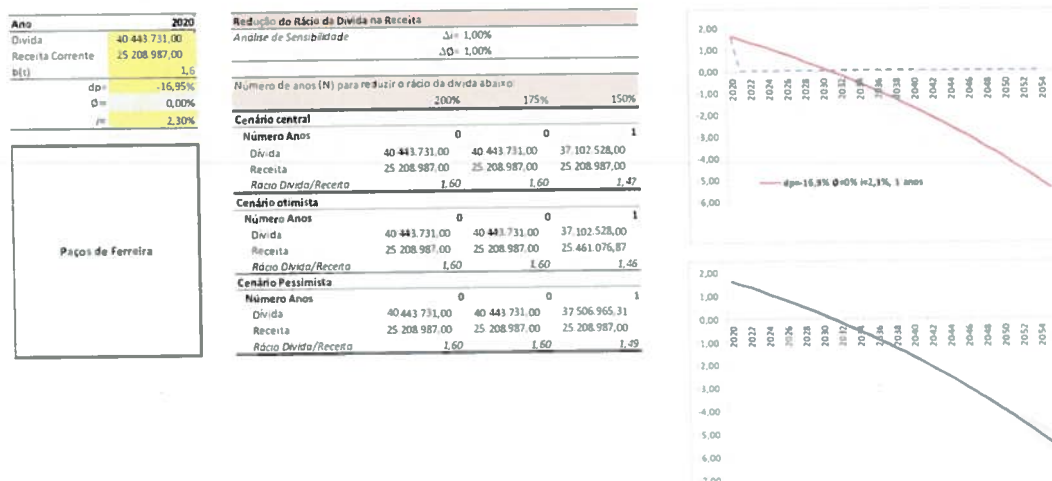 Ano 2020
Divida 40 443.731,00
Receita Corrente 25 208.987,00
b(t) 1,6
dp= -16,95%
Ø= 0,00%
i= 2,30%
Paços de Ferreira
Redução do Rácio da Divida na Receita
Análise de Sensibilidade Δi= 1,00%
ΔØ= 1,00%
Número de anos (N) para reduzir o rácio da divida abaixo:
200% 175% 150%
Cenário central
Número Anos 0 0 1
Divida 40 443.731,00 40 443.731,00 37.102.528,00
Receita 25 208.987,00 25 208.987,00 25 208.987,00
Rácio Divida/Receita 1,60 1,60 1,47
Cenário otimista
Número Anos 0 0 1
Divida 40 443.731,00 40 443.731,00 37.102.528,00
Receita 25 208.987,00 25 208.987,00 25 461.076,87
Rácio Divida/Receita 1,60 1,60 1,46
Cenário Pessimista
Número Anos 0 0 1
Divida 40 443 731,00 40 443 731,00 37 506.965,31
Receita 25 208.987,00 25 208.987,00 25 208.987,00
Rácio Divida/Receita 1,60 1,60 1,49
2,00
1,00
0,00
-1,00
-2,00
-3,00
-4,00
5,00
6,00
2020 2022 2024 2026 2028 2030 2032 2034 2036 2038 2040 2042 2044 2046 2048 2050 2052 2054
dp=-16,9% Ø=0% i=2,3%, 1 anos
2,00
1,00
0,00
1,00
-2,00
-3,00
-4,00
5,00
6,00
2020 2022 2024 2026 2028 2030 2032 2034 2036 2038 2040 2042 2044 2046 2048 2050 2052 2054